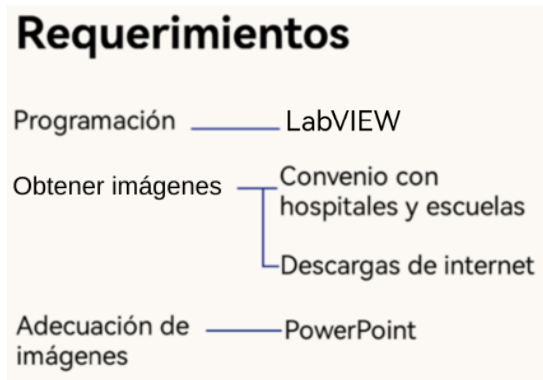 Requerimientos
Programación
LabVIEW
Obtener imágenes
Convenio con
hospitales y escuelas
Descargas de internet
Adecuación de
imágenes
PowerPoint